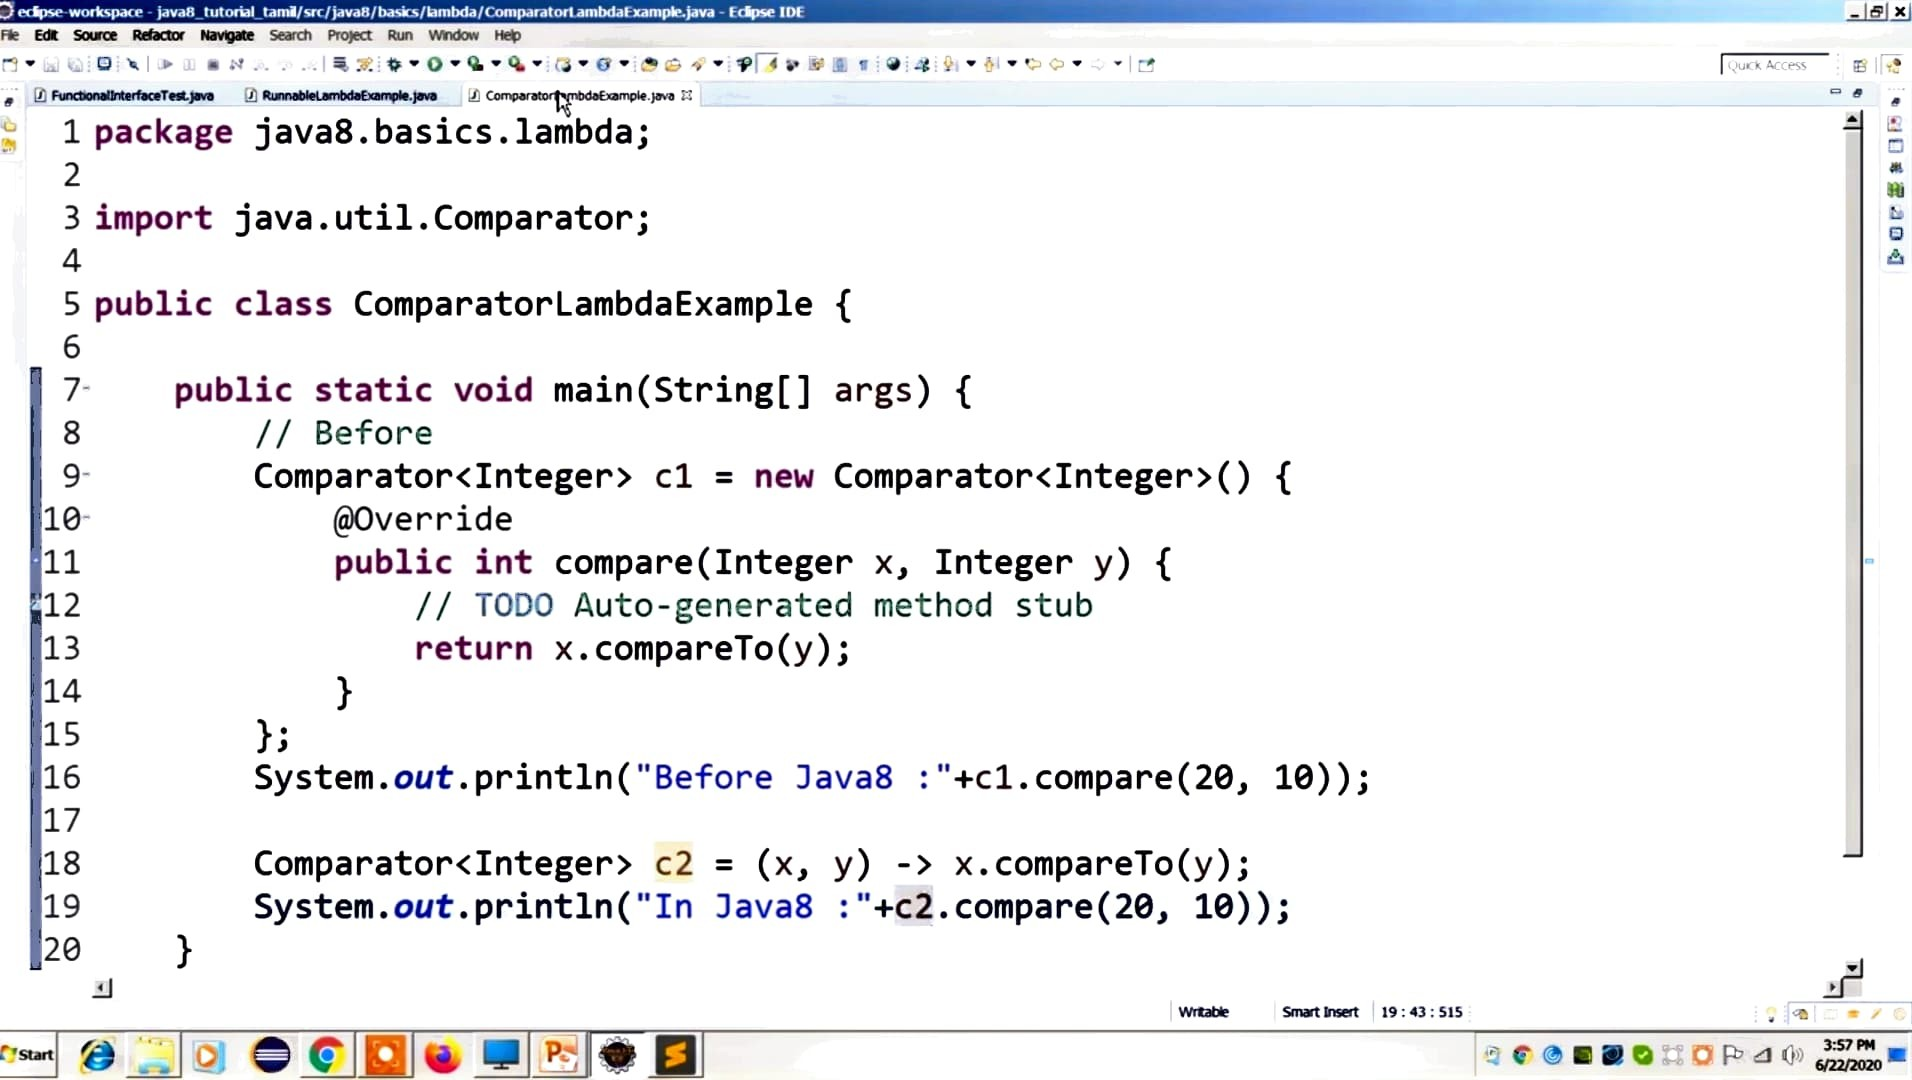 eclipse-workspace - java8_tutorial_tamil/src/java8/basics/lambda/ComparatorLambdaExample.java - Eclipse IDE
File Edit Source Refactor Navigate Search Project Run Window Help
Quick Access
FunctionalInterfaceTest.java RunnableLambdaExample.java ComparatorLambdaExample.java
1 package java8.basics.lambda;
2
3 import java.util.Comparator;
4
5 public class ComparatorLambdaExample {
6
7 public static void main(String[] args) {
8 // Before
9 Comparator<Integer> c1 = new Comparator<Integer>() {
10 @Override
11 public int compare(Integer x, Integer y) {
12 // TODO Auto-generated method stub
13 return x.compareTo(y);
14 }
15 };
16 System.out.println("Before Java8 :"+c1.compare(20, 10));
17
18 Comparator<Integer> c2 = (x, y) -> x.compareTo(y);
19 System.out.println("In Java8 :"+c2.compare(20, 10));
20 }
Writable Smart Insert 19 : 43 : 515
Start
3:57 PM
6/22/2020